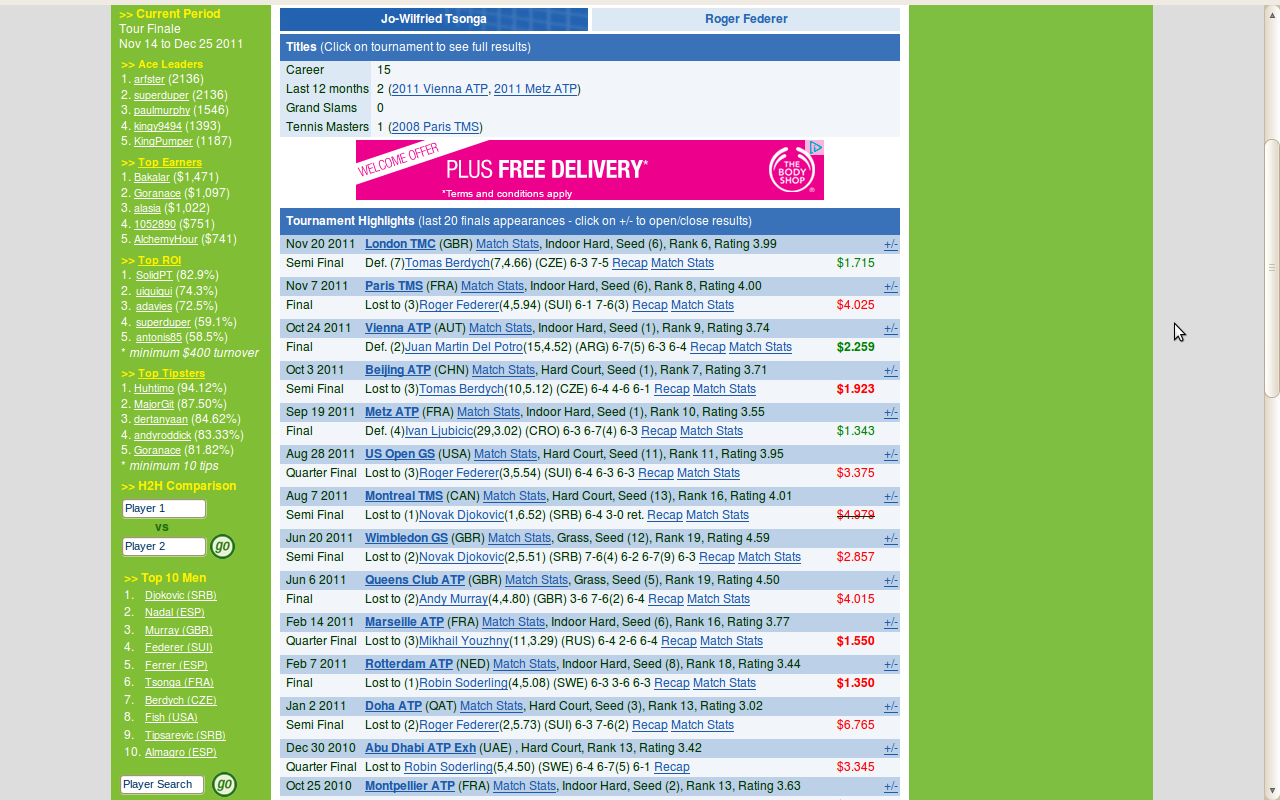 >> Current Period
Tour Finale
Nov 14 to Dec 25 2011
>> Ace Leaders
1. arfster (2136)
2. superduper (2136)
3. paulmurphy (1546)
4. kingy9494 (1393)
5. KingPumper (1187)
>> Top Earners
1. Bakalar ($1,471)
2. Goranace ($1,097)
3. alasia ($1,022)
4. 1052890 ($751)
5. AlchemyHour ($741)
>> Top ROI
1. SolidPT (82.9%)
2. uiguigui (74.3%)
3. adavies (72.5%)
4. superduper (59.1%)
5. antonis85 (58.5%)
* minimum $400 turnover
>> Top Tipsters
1. Huhtimo (94.12%)
2. MajorGit (87.50%)
3. dertanyaan (84.62%)
4. andyroddick (83.33%)
5. Goranace (81.82%)
* minimum 10 tips
>> H2H Comparison
Player 1
vs
Player 2 go
>> Top 10 Men
1. Djokovic (SRB)
2. Nadal (ESP)
3. Murray (GBR)
4. Federer (SUI)
5. Ferrer (ESP)
6. Tsonga (FRA)
7. Berdych (CZE)
8. Fish (USA)
9. Tipsarevic (SRB)
10. Almagro (ESP)
Player Search go
Jo-Wilfried Tsonga Roger Federer
Titles (Click on tournament to see full results)
Career 15
Last 12 months 2 (2011 Vienna ATP, 2011 Metz ATP)
Grand Slams 0
Tennis Masters 1 (2008 Paris TMS)
WELCOME OFFER
PLUS FREE DELIVERY*
*Terms and conditions apply
THE BODY SHOP
Tournament Highlights (last 20 finals appearances - click on +/- to open/close results)
Nov 20 2011 London TMC (GBR) Match Stats, Indoor Hard, Seed (6), Rank 6, Rating 3.99 +/-
Semi Final Def. (7)Tomas Berdych(7,4.66) (CZE) 6-3 7-5 Recap Match Stats $1.715
Nov 7 2011 Paris TMS (FRA) Match Stats, Indoor Hard, Seed (6), Rank 8, Rating 4.00 +/-
Final Lost to (3)Roger Federer(4,5.94) (SUI) 6-1 7-6(3) Recap Match Stats $4.025
Oct 24 2011 Vienna ATP (AUT) Match Stats, Indoor Hard, Seed (1), Rank 9, Rating 3.74 +/-
Final Def. (2)Juan Martin Del Potro(15,4.52) (ARG) 6-7(5) 6-3 6-4 Recap Match Stats $2.259
Oct 3 2011 Beijing ATP (CHN) Match Stats, Hard Court, Seed (1), Rank 7, Rating 3.71 +/-
Semi Final Lost to (3)Tomas Berdych(10,5.12) (CZE) 6-4 4-6 6-1 Recap Match Stats $1.923
Sep 19 2011 Metz ATP (FRA) Match Stats, Indoor Hard, Seed (1), Rank 10, Rating 3.55 +/-
Final Def. (4)Ivan Ljubicic(29,3.02) (CRO) 6-3 6-7(4) 6-3 Recap Match Stats $1.343
Aug 28 2011 US Open GS (USA) Match Stats, Hard Court, Seed (11), Rank 11, Rating 3.95 +/-
Quarter Final Lost to (3)Roger Federer(3,5.54) (SUI) 6-4 6-3 6-3 Recap Match Stats $3.375
Aug 7 2011 Montreal TMS (CAN) Match Stats, Hard Court, Seed (13), Rank 16, Rating 4.01 +/-
Semi Final Lost to (1)Novak Djokovic(1,6.52) (SRB) 6-4 3-0 ret. Recap Match Stats $4.979
Jun 20 2011 Wimbledon GS (GBR) Match Stats, Grass, Seed (12), Rank 19, Rating 4.59 +/-
Semi Final Lost to (2)Novak Djokovic(2,5.51) (SRB) 7-6(4) 6-2 6-7(9) 6-3 Recap Match Stats $2.857
Jun 6 2011 Queens Club ATP (GBR) Match Stats, Grass, Seed (5), Rank 19, Rating 4.50 +/-
Final Lost to (2)Andy Murray(4,4.80) (GBR) 3-6 7-6(2) 6-4 Recap Match Stats $4.015
Feb 14 2011 Marseille ATP (FRA) Match Stats, Indoor Hard, Seed (6), Rank 16, Rating 3.77 +/-
Quarter Final Lost to (3)Mikhail Youzhny(11,3.29) (RUS) 6-4 2-6 6-4 Recap Match Stats $1.550
Feb 7 2011 Rotterdam ATP (NED) Match Stats, Indoor Hard, Seed (8), Rank 18, Rating 3.44 +/-
Final Lost to (1)Robin Soderling(4,5.08) (SWE) 6-3 3-6 6-3 Recap Match Stats $1.350
Jan 2 2011 Doha ATP (QAT) Match Stats, Hard Court, Seed (3), Rank 13, Rating 3.02 +/-
Semi Final Lost to (2)Roger Federer(2,5.73) (SUI) 6-3 7-6(2) Recap Match Stats $6.765
Dec 30 2010 Abu Dhabi ATP Exh (UAE) , Hard Court, Rank 13, Rating 3.42 +/-
Quarter Final Lost to Robin Soderling(5,4.50) (SWE) 6-4 6-7(5) 6-1 Recap $3.345
Oct 25 2010 Montpellier ATP (FRA) Match Stats, Indoor Hard, Seed (2), Rank 13, Rating 3.63 +/-